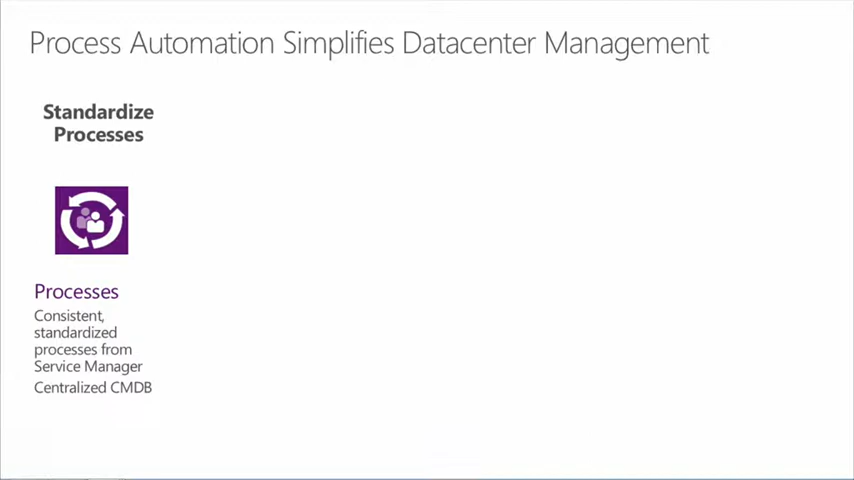 Process Automation Simplifies Datacenter Management
Standardize
Processes
Processes
Consistent,
standardized
processes from
Service Manager
Centralized CMDB